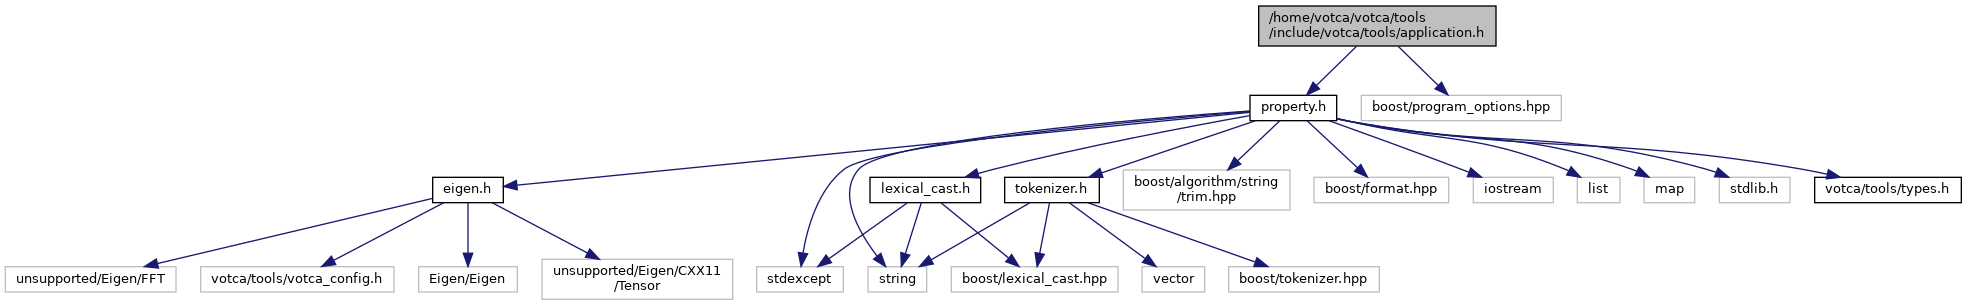 /home/votca/votca/tools
/include/votca/tools/application.h
property.h
boost/program_options.hpp
eigen.h
lexical_cast.h
tokenizer.h
boost/algorithm/string
/trim.hpp
boost/format.hpp
iostream
list
map
stdlib.h
votca/tools/types.h
unsupported/Eigen/FFT
votca/tools/votca_config.h
Eigen/Eigen
unsupported/Eigen/CXX11
/Tensor
stdexcept
string
boost/lexical_cast.hpp
vector
boost/tokenizer.hpp